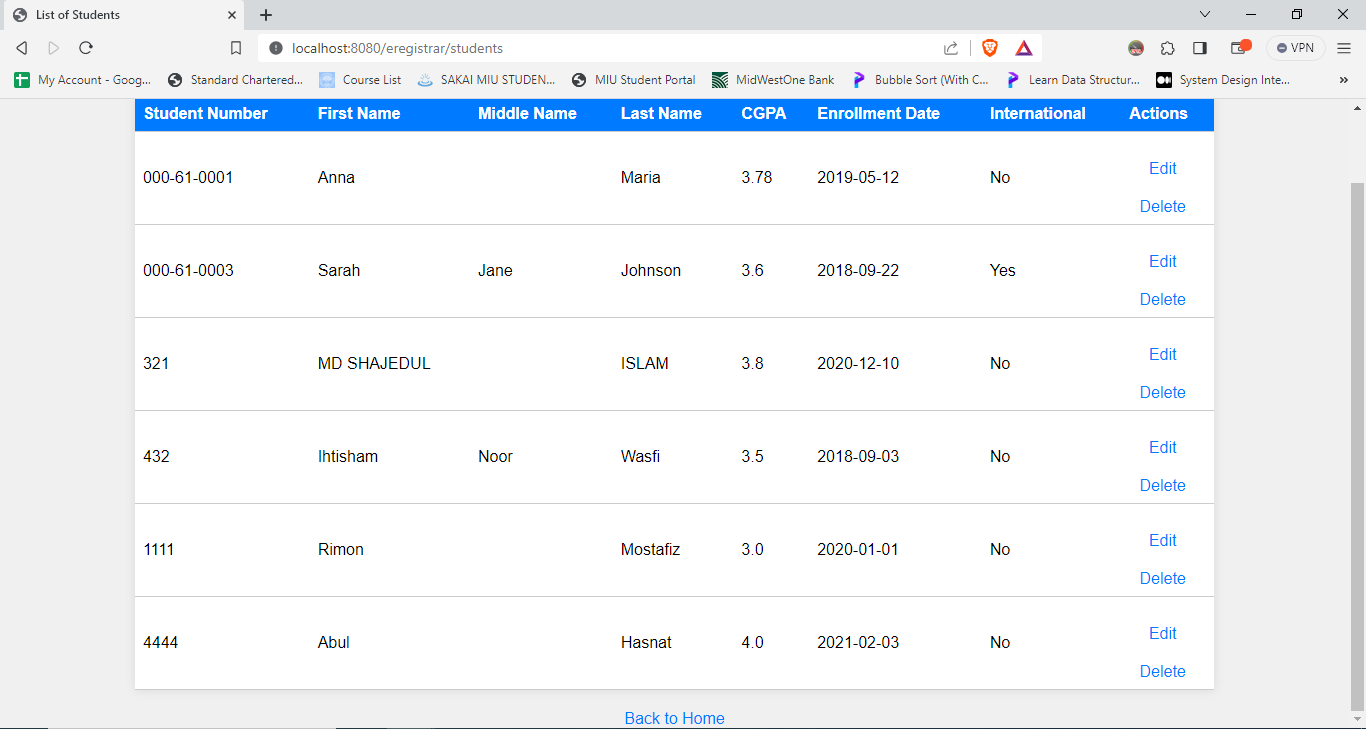 List of Students
localhost:8080/eregistrar/students
VPN
My Account - Goog... Standard Chartered... Course List SAKAI MIU STUDEN... MIU Student Portal MidWestOne Bank Bubble Sort (With C... Learn Data Structur... System Design Inte...
Student Number First Name Middle Name Last Name CGPA Enrollment Date International Actions
000-61-0001 Anna Maria 3.78 2019-05-12 No Edit
Delete
000-61-0003 Sarah Jane Johnson 3.6 2018-09-22 Yes Edit
Delete
321 MD SHAJEDUL ISLAM 3.8 2020-12-10 No Edit
Delete
432 Ihtisham Noor Wasfi 3.5 2018-09-03 No Edit
Delete
1111 Rimon Mostafiz 3.0 2020-01-01 No Edit
Delete
4444 Abul Hasnat 4.0 2021-02-03 No Edit
Delete
Back to Home